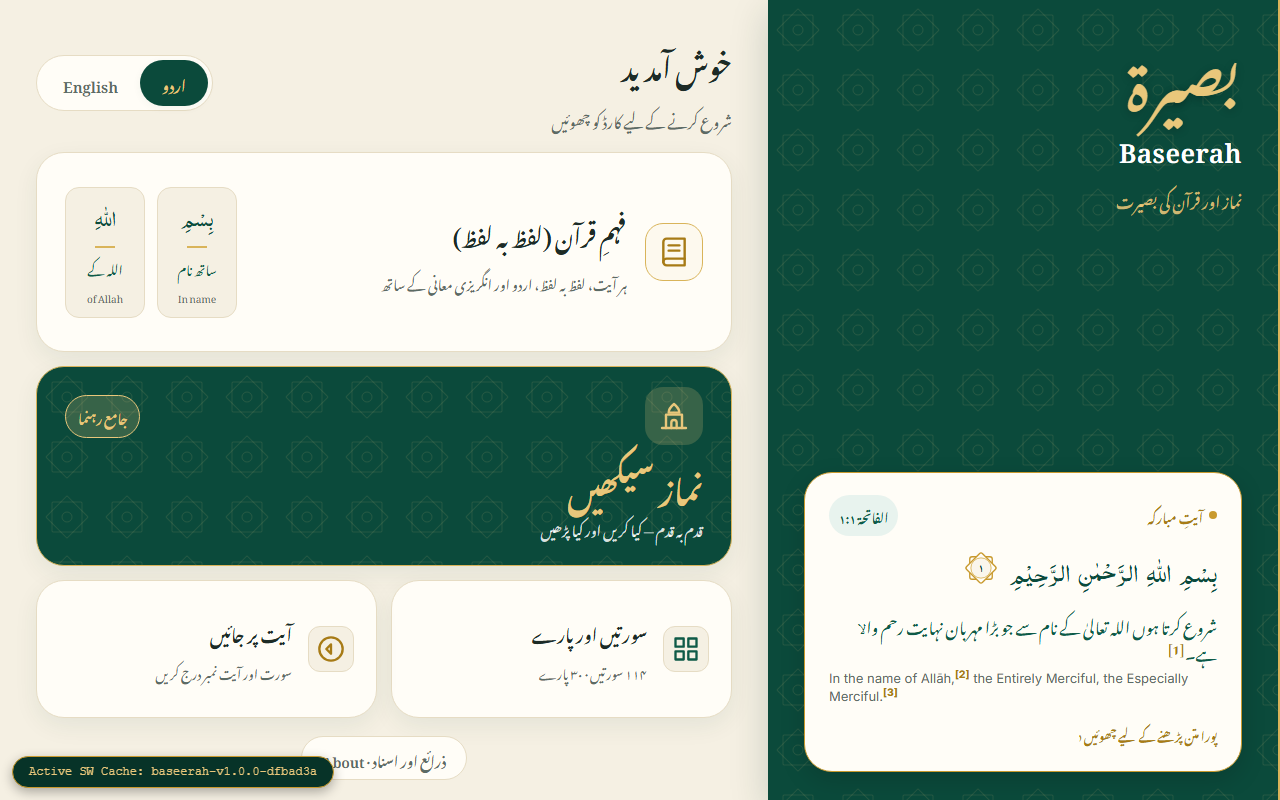 بصيرة
Baseerah
نماز اور قرآن کی بصیرت
آیتِ مبارکہ
الفاتحة ۱:۱
بِسْمِ اللهِ الرَّحْمٰنِ الرَّحِيْمِ ۱
شروع کرتا ہوں اللہ تعالیٰ کے نام سے جو بڑا مہربان نہایت رحم والا
ہے۔[1]
In the name of Allāh,[2] the Entirely Merciful, the Especially
Merciful.[3]
پورا متن پڑھنے کے لیے چھوئیں
خوش آمدید
شروع کرنے کے لیے کارڈ کو چھوئیں
اردو
English
فہمِ قرآن (لفظ بہ لفظ)
ہر آیت، لفظ بہ لفظ، اردو اور انگریزی معانی کے ساتھ
بِسْمِ
ساتھ نام
In name
اللهِ
اللہ کے
of Allah
جامع رہنما
نماز سیکھیں
قدم بہ قدم — کیا کریں اور کیا پڑھیں
سورتیں اور پارے
۱۱۴ سورتیں · ۳۰ پارے
آیت پر جائیں
سورت اور آیت نمبر درج کریں
ذرائع اور اسناد · About
Active SW Cache: baseerah-v1.0.0-dfbad3a